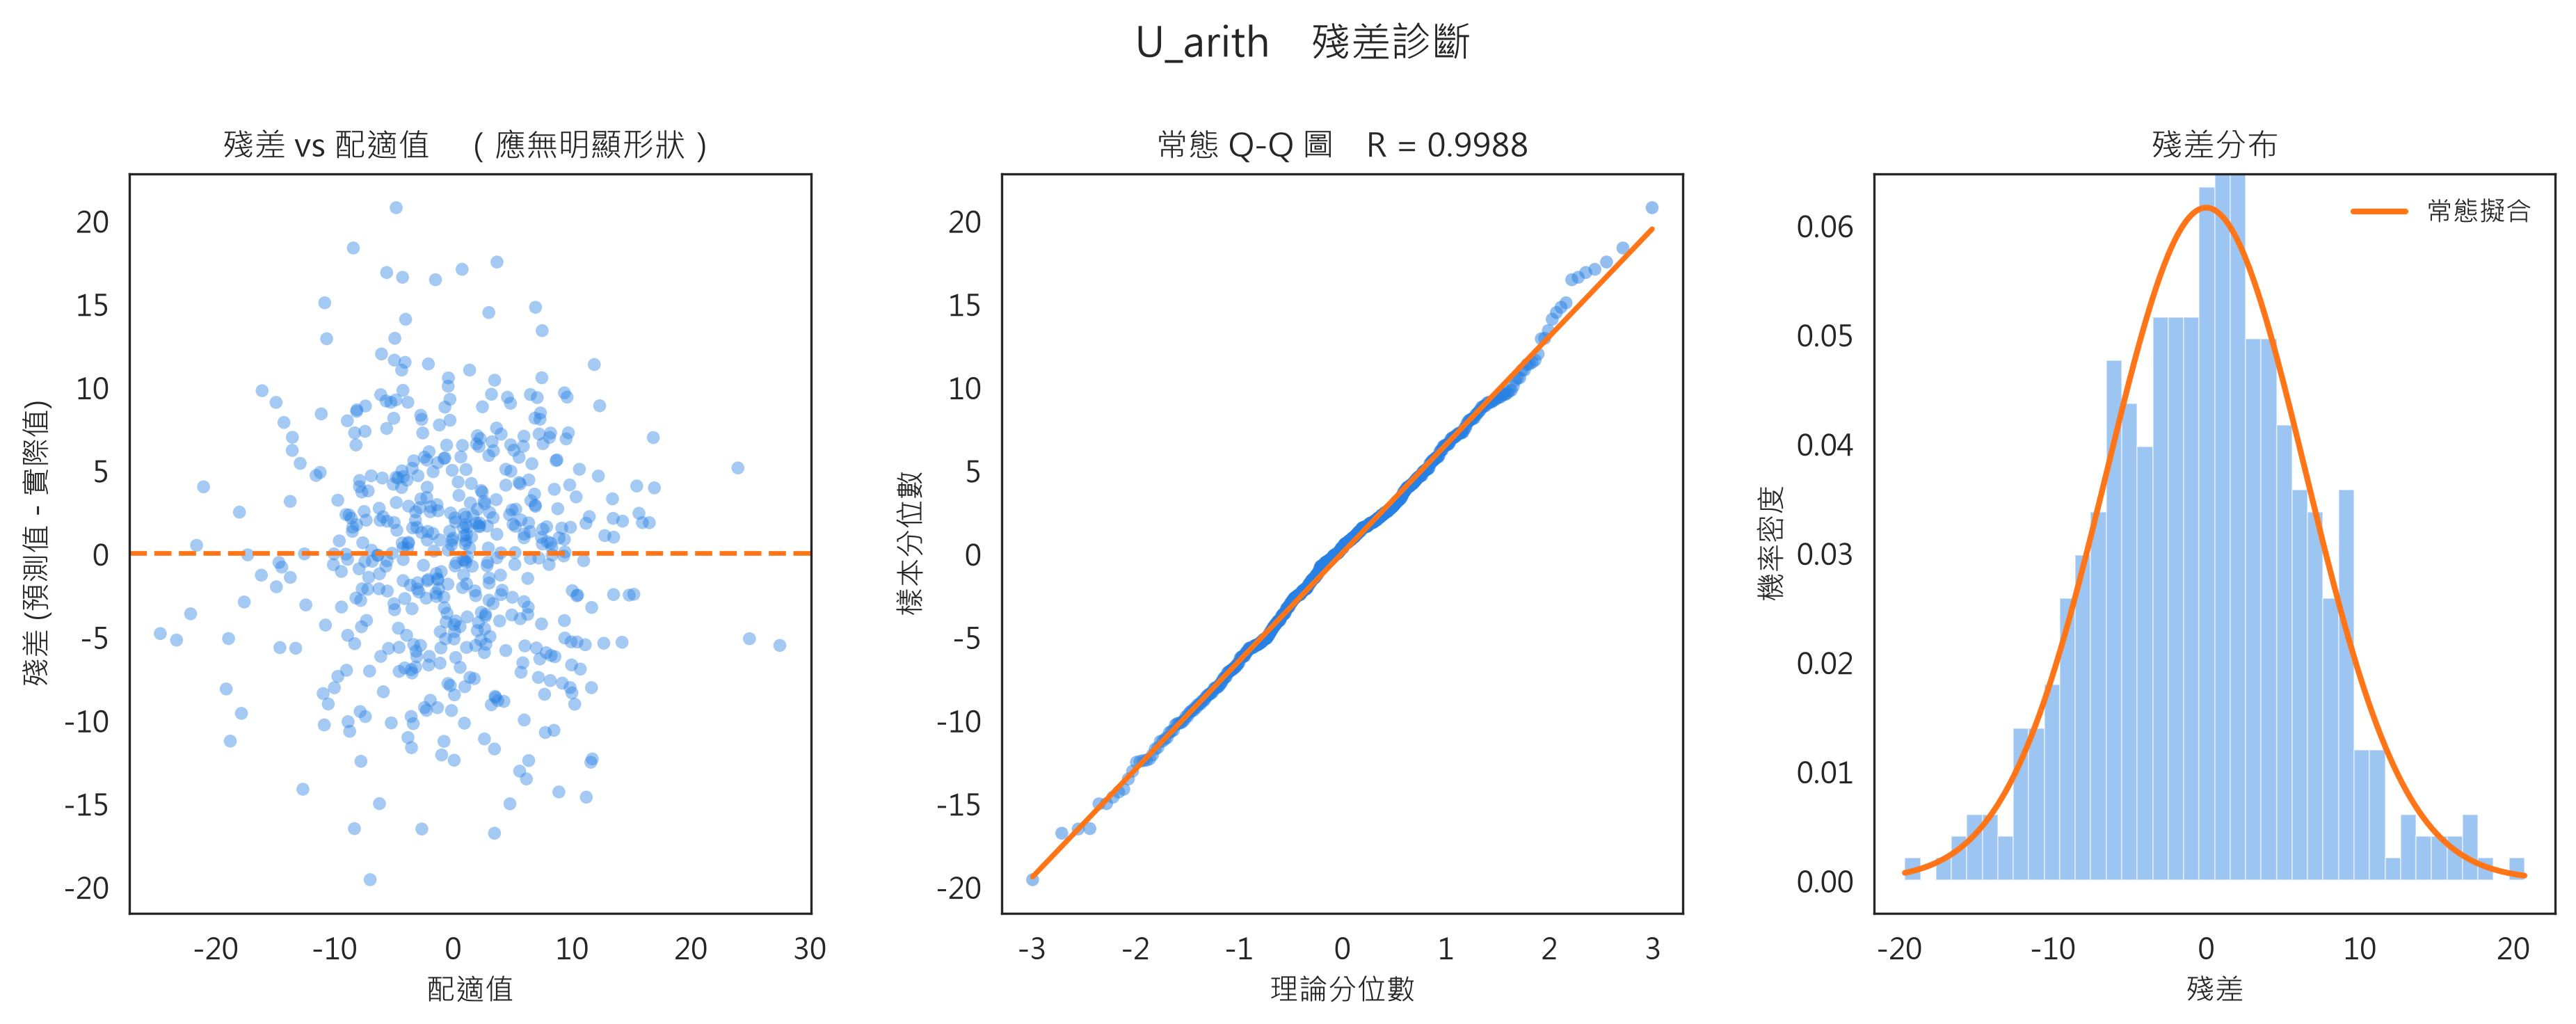 U_arith　殘差診斷
殘差 vs 配適值　（應無明顯形狀）
殘差 (預測值 - 實際值)
20
15
10
5
0
-5
-10
-15
-20
-20 -10 0 10 20 30
配適值
常態 Q-Q 圖　R = 0.9988
樣本分位數
20
15
10
5
0
-5
-10
-15
-20
-3 -2 -1 0 1 2 3
理論分位數
殘差分布
常態擬合
機率密度
0.06
0.05
0.04
0.03
0.02
0.01
0.00
-20 -10 0 10 20
殘差